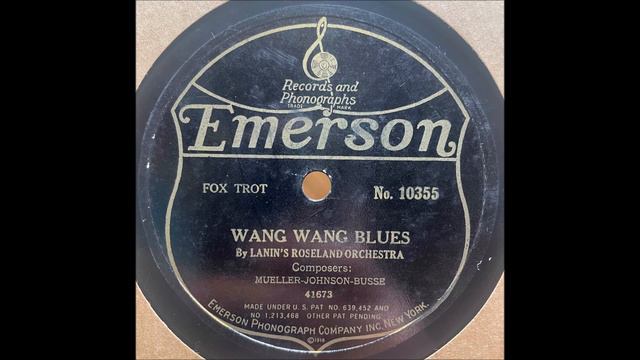 Records and
Phonographs
TRADE MARK
Emerson
FOX TROT
No. 10355
WANG WANG BLUES
By LANIN'S ROSELAND ORCHESTRA
Composers:
MUELLER-JOHNSON-BUSSE
41673
MADE UNDER U.S. PAT NO. 639,452 AND
NO 1,213,468 OTHER PAT PENDING
EMERSON PHONOGRAPH COMPANY INC. NEW YORK.
©1918